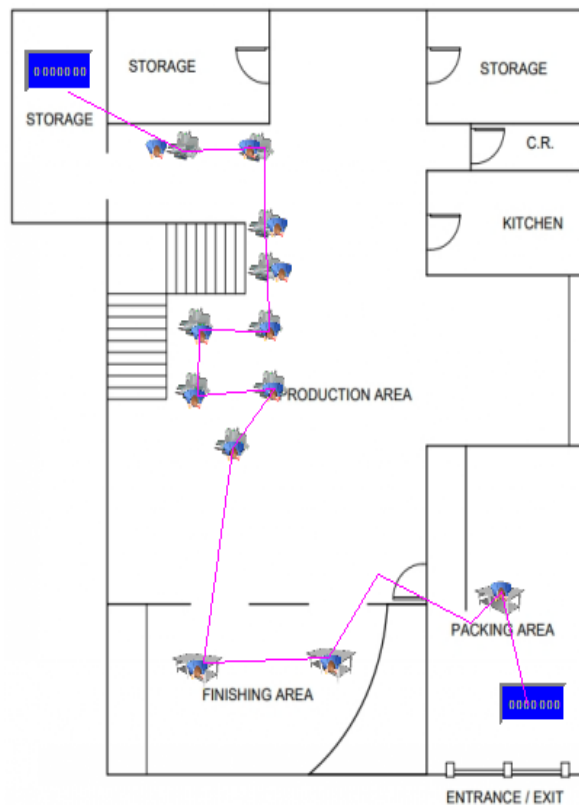 STORAGE
STORAGE
STORAGE
C.R.
KITCHEN
PRODUCTION AREA
PACKING AREA
FINISHING AREA
ENTRANCE / EXIT